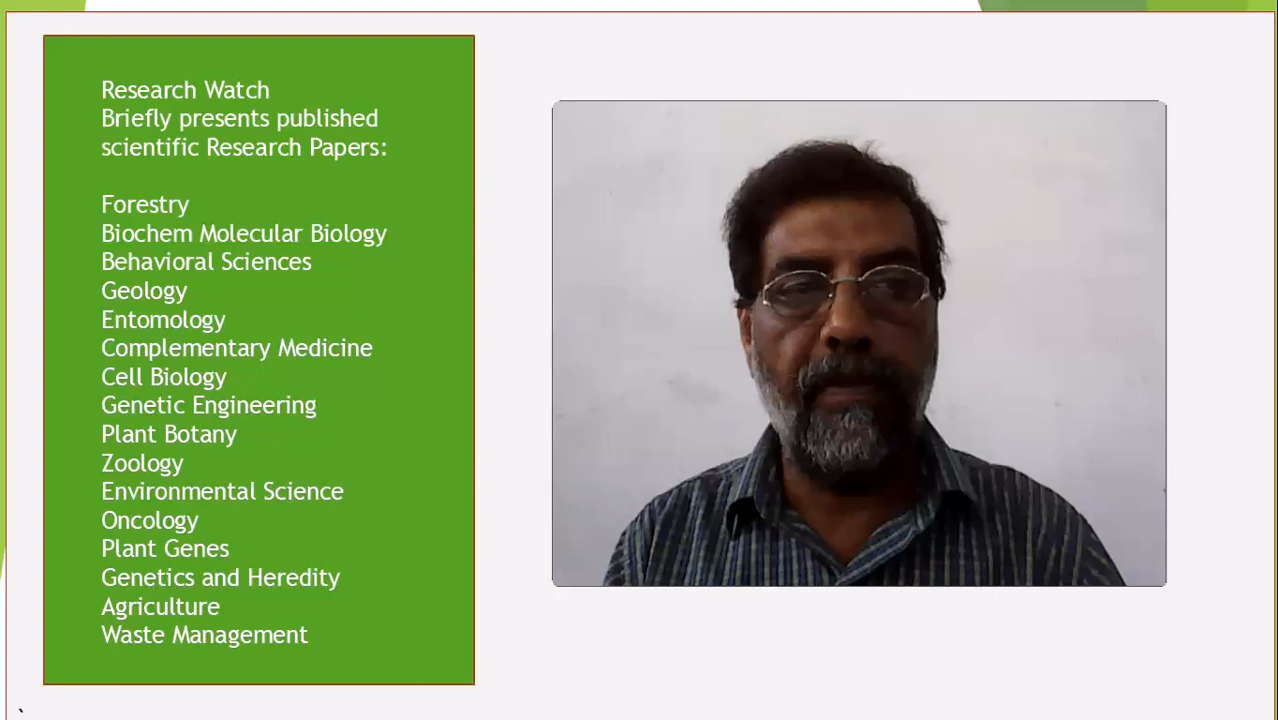 Research Watch
Briefly presents published
scientific Research Papers:
Forestry
Biochem Molecular Biology
Behavioral Sciences
Geology
Entomology
Complementary Medicine
Cell Biology
Genetic Engineering
Plant Botany
Zoology
Environmental Science
Oncology
Plant Genes
Genetics and Heredity
Agriculture
Waste Management
`